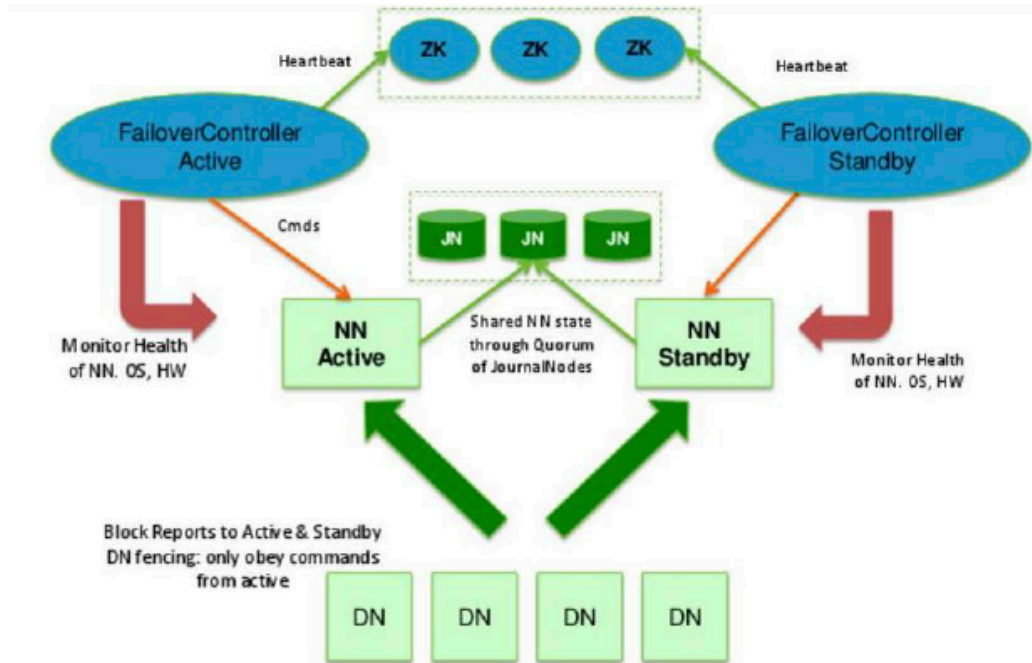 ZK
ZK
ZK
Heartbeat
Heartbeat
FailoverController
Active
FailoverController
Standby
Cmds
JN
JN
JN
NN
Active
Shared NN state
through Quorum
of JournalNodes
NN
Standby
Monitor Health
of NN. OS, HW
Monitor Health
of NN. OS, HW
Block Reports to Active & Standby
DN fencing: only obey commands
from active
DN
DN
DN
DN